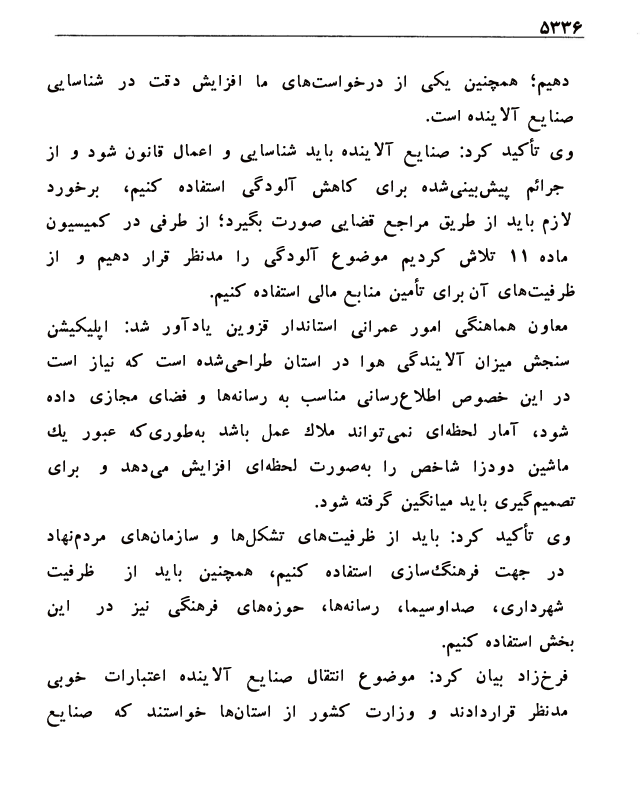 ۵۳۳۶
دهیم؛ همچنین یکی از درخواست‌های ما افزایش دقت در شناسایی
صنایع آلاینده است.
وی تأکید کرد: صنایع آلاینده باید شناسایی و اعمال قانون شود و از
جرائم پیش‌بینی‌شده برای کاهش آلودگی استفاده کنیم، برخورد
لازم باید از طریق مراجع قضایی صورت بگیرد؛ از طرفی در کمیسیون
ماده ۱۱ تلاش کردیم موضوع آلودگی را مدنظر قرار دهیم و از
ظرفیت‌های آن برای تأمین منابع مالی استفاده کنیم.
معاون هماهنگی امور عمرانی استاندار قزوین یادآور شد: اپلیکیشن
سنجش میزان آلایندگی هوا در استان طراحی‌شده است که نیاز است
در این خصوص اطلاع‌رسانی مناسب به رسانه‌ها و فضای مجازی داده
شود، آمار لحظه‌ای نمی‌تواند ملاك عمل باشد به‌طوری‌که عبور یك
ماشین دودزا شاخص را به‌صورت لحظه‌ای افزایش می‌دهد و برای
تصمیم‌گیری باید میانگین گرفته شود.
وی تأکید کرد: باید از ظرفیت‌های تشکل‌ها و سازمان‌های مردم‌نهاد
در جهت فرهنگ‌سازی استفاده کنیم، همچنین باید از ظرفیت
شهرداری، صداوسیما، رسانه‌ها، حوزه‌های فرهنگی نیز در این
بخش استفاده کنیم.
فرخ‌زاد بیان کرد: موضوع انتقال صنایع آلاینده اعتبارات خوبی
مدنظر قراردادند و وزارت کشور از استان‌ها خواستند که صنایع